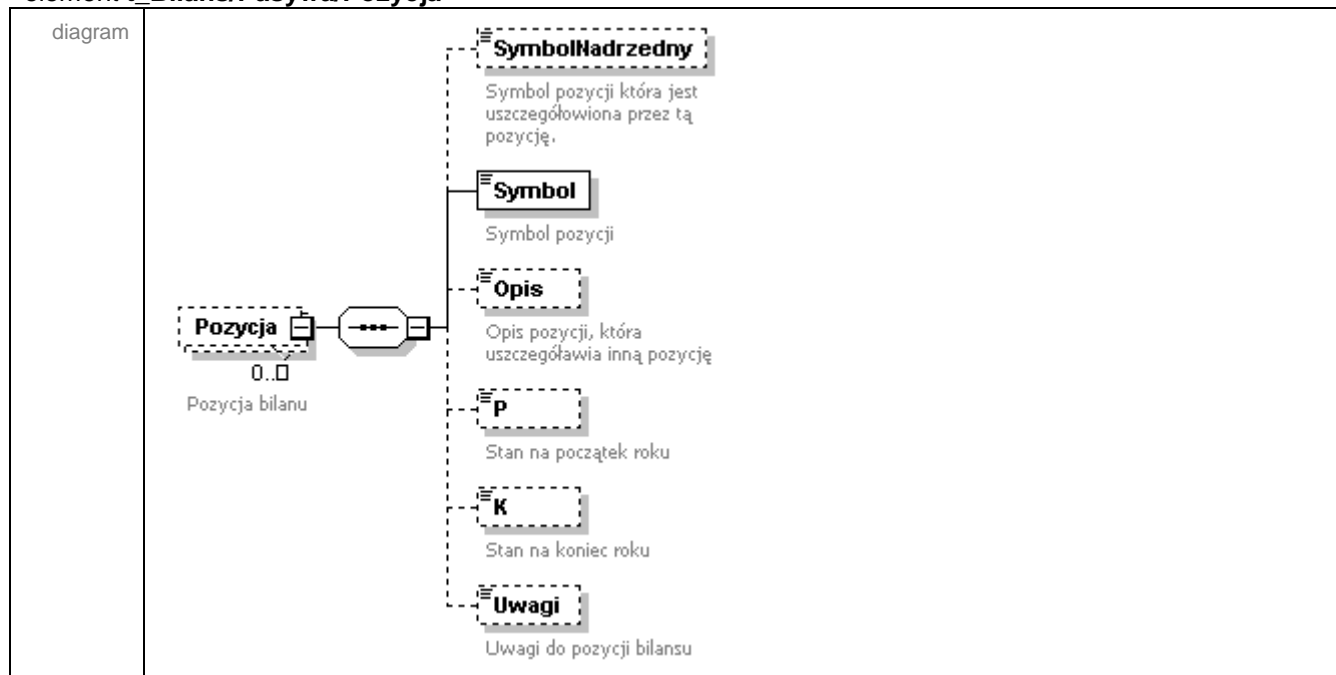 diagram
SymbolNadrzedny
Symbol pozycji która jest
uszczegółowiona przez tą
pozycję.
Symbol
Symbol pozycji
Opis
Opis pozycji, która
uszczegóławia inną pozycję
Pozycja
0..
Pozycja bilanu
P
Stan na początek roku
K
Stan na koniec roku
Uwagi
Uwagi do pozycji bilansu